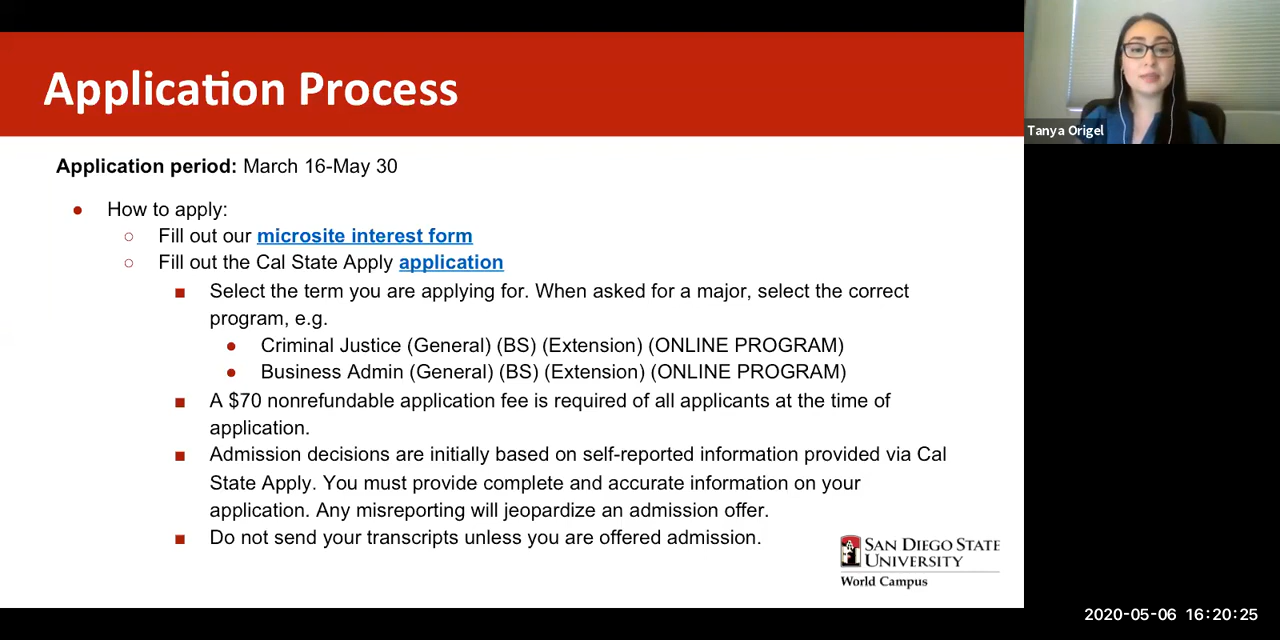 Application Process
Application period: March 16-May 30
How to apply:
Fill out our microsite interest form
Fill out the Cal State Apply application
Select the term you are applying for. When asked for a major, select the correct
program, e.g.
Criminal Justice (General) (BS) (Extension) (ONLINE PROGRAM)
Business Admin (General) (BS) (Extension) (ONLINE PROGRAM)
A $70 nonrefundable application fee is required of all applicants at the time of
application.
Admission decisions are initially based on self-reported information provided via Cal
State Apply. You must provide complete and accurate information on your
application. Any misreporting will jeopardize an admission offer.
Do not send your transcripts unless you are offered admission.
SAN DIEGO STATE
UNIVERSITY
World Campus
Tanya Origel
2020-05-06 16:20:25